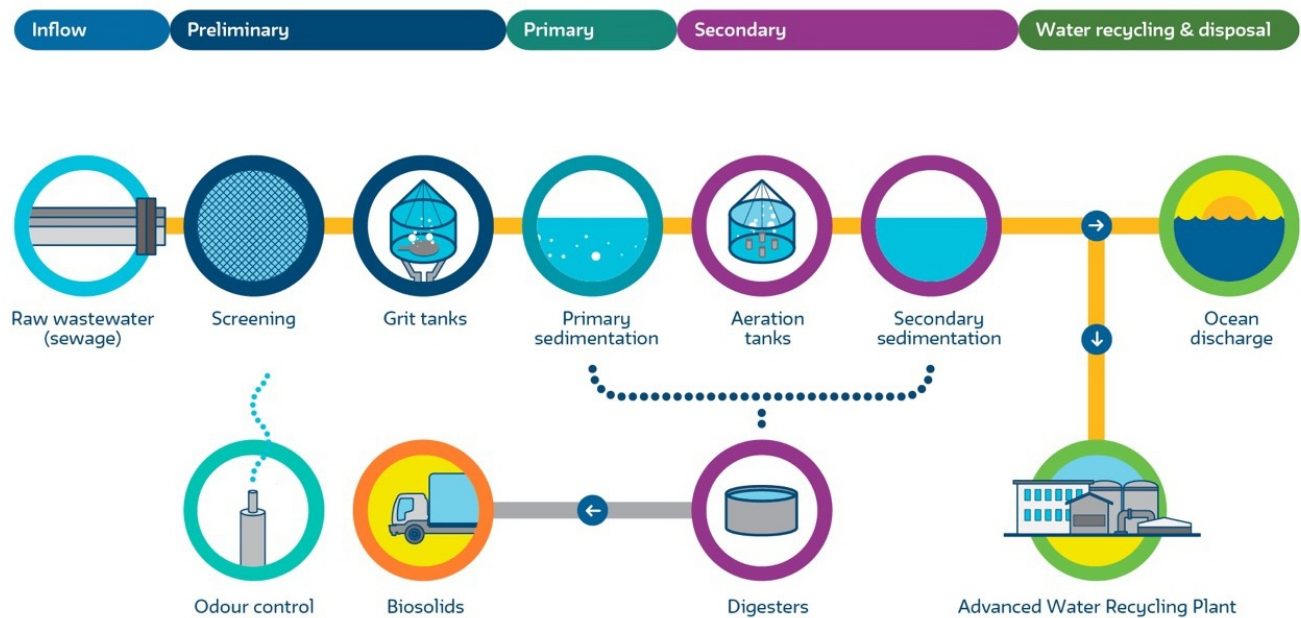 Inflow
Preliminary
Primary
Secondary
Water recycling & disposal
Raw wastewater
(sewage)
Screening
Grit tanks
Primary
sedimentation
Aeration
tanks
Secondary
sedimentation
Ocean
discharge
Odour control
Biosolids
Digesters
Advanced Water Recycling Plant